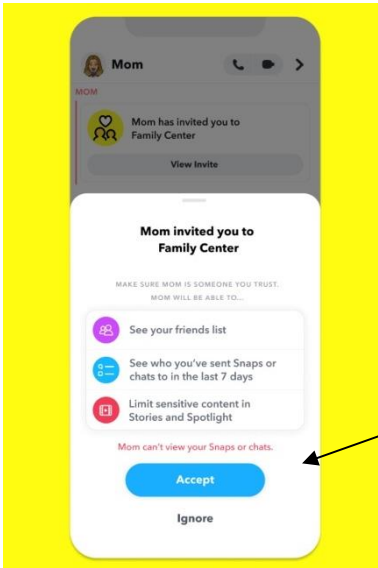 Mom
MOM
Mom has invited you to
Family Center
View Invite
Mom invited you to
Family Center
MAKE SURE MOM IS SOMEONE YOU TRUST.
MOM WILL BE ABLE TO...
See your friends list
See who you've sent Snaps or
chats to in the last 7 days
Limit sensitive content in
Stories and Spotlight
Mom can't view your Snaps or chats.
Accept
Ignore